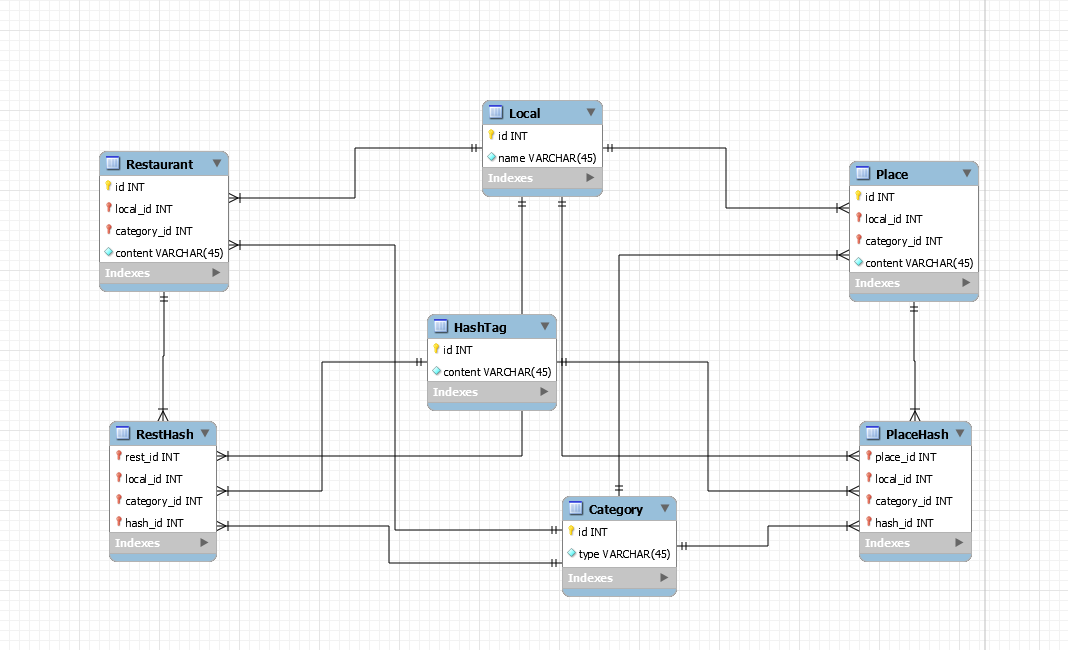 Local
id INT
name VARCHAR(45)
Indexes
Restaurant
id INT
local_id INT
category_id INT
content VARCHAR(45)
Indexes
Place
id INT
local_id INT
category_id INT
content VARCHAR(45)
Indexes
HashTag
id INT
content VARCHAR(45)
Indexes
RestHash
rest_id INT
local_id INT
category_id INT
hash_id INT
Indexes
PlaceHash
place_id INT
local_id INT
category_id INT
hash_id INT
Indexes
Category
id INT
type VARCHAR(45)
Indexes